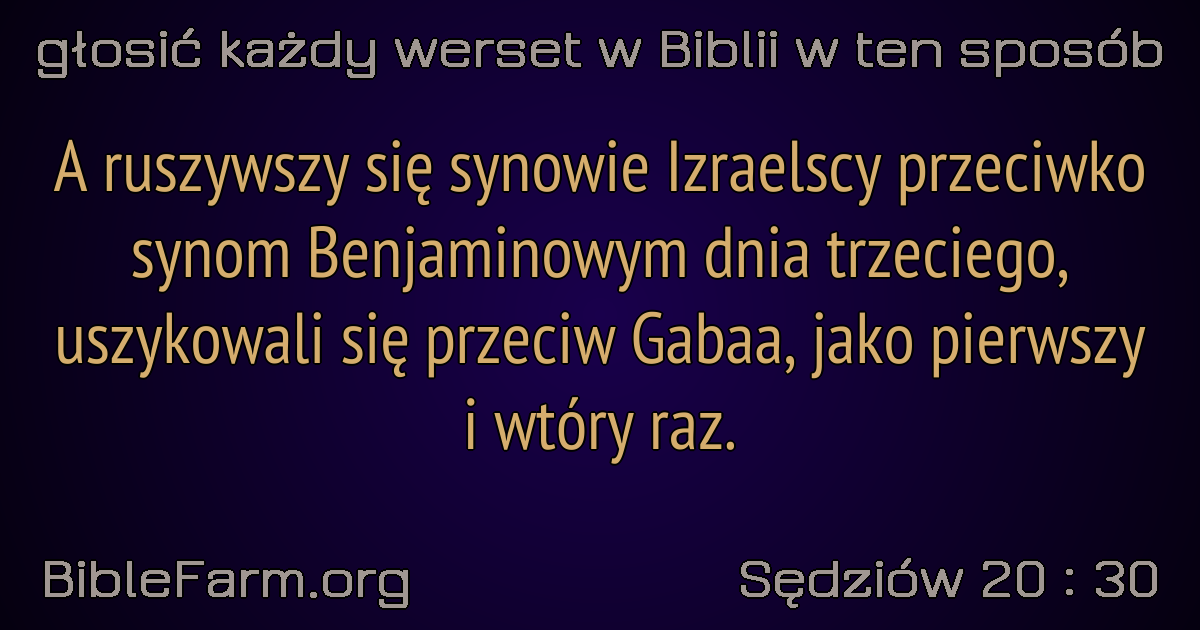 głosić każdy werset w Biblii w ten sposób
A ruszywszy się synowie Izraelscy przeciwko
synom Benjaminowym dnia trzeciego,
uszykowali się przeciw Gabaa, jako pierwszy
i wtóry raz.
BibleFarm.org
Sędziów 20 : 30